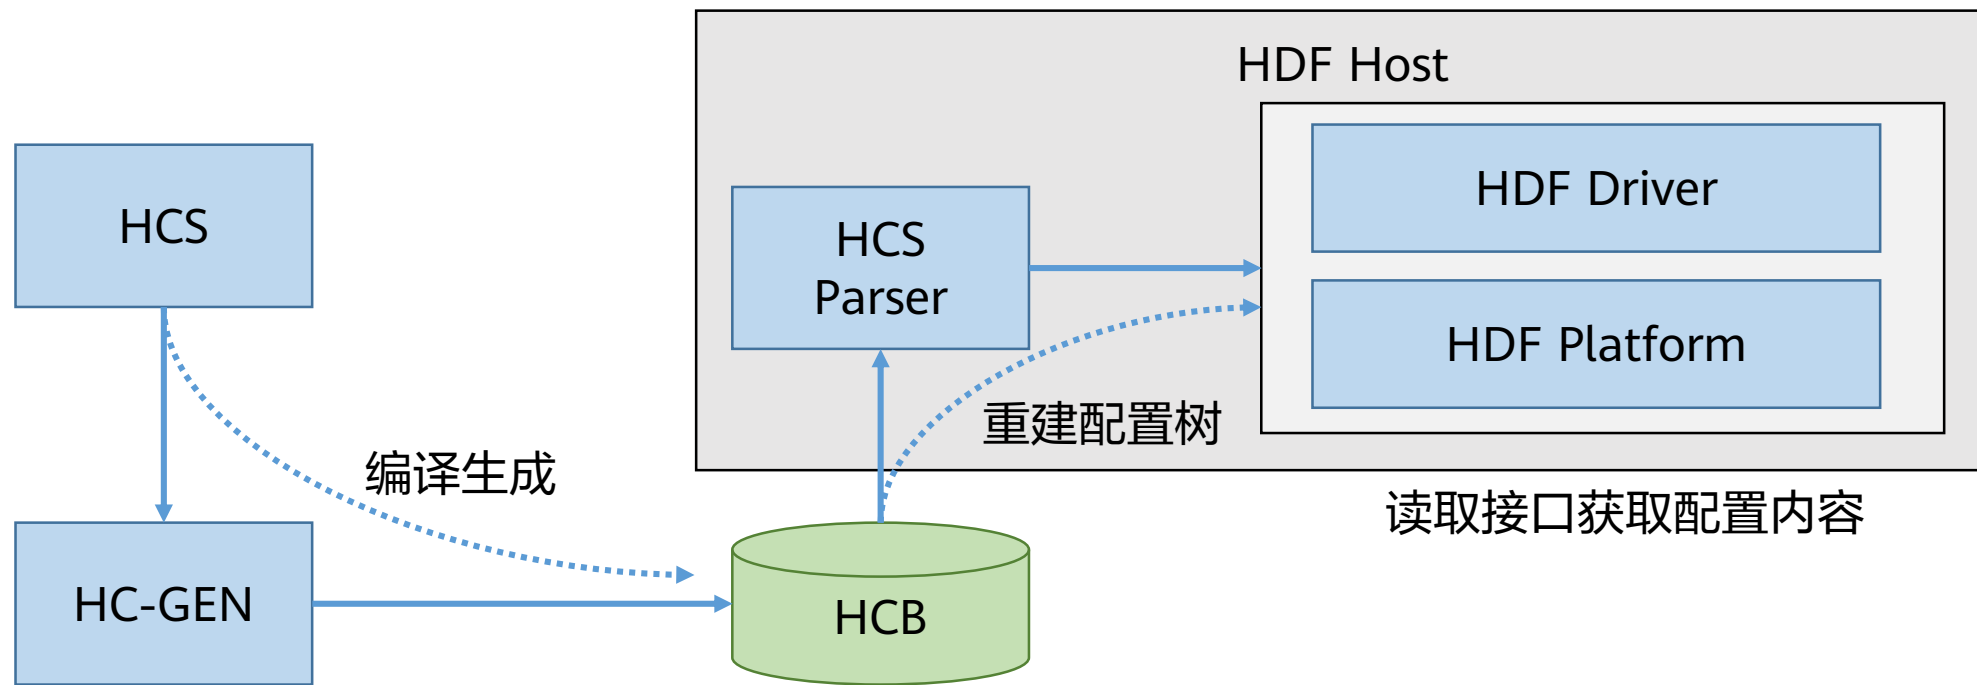 HDF Host
HCS
HDF Driver
HCS
Parser
HDF Platform
重建配置树
编译生成
读取接口获取配置内容
HC-GEN
HCB